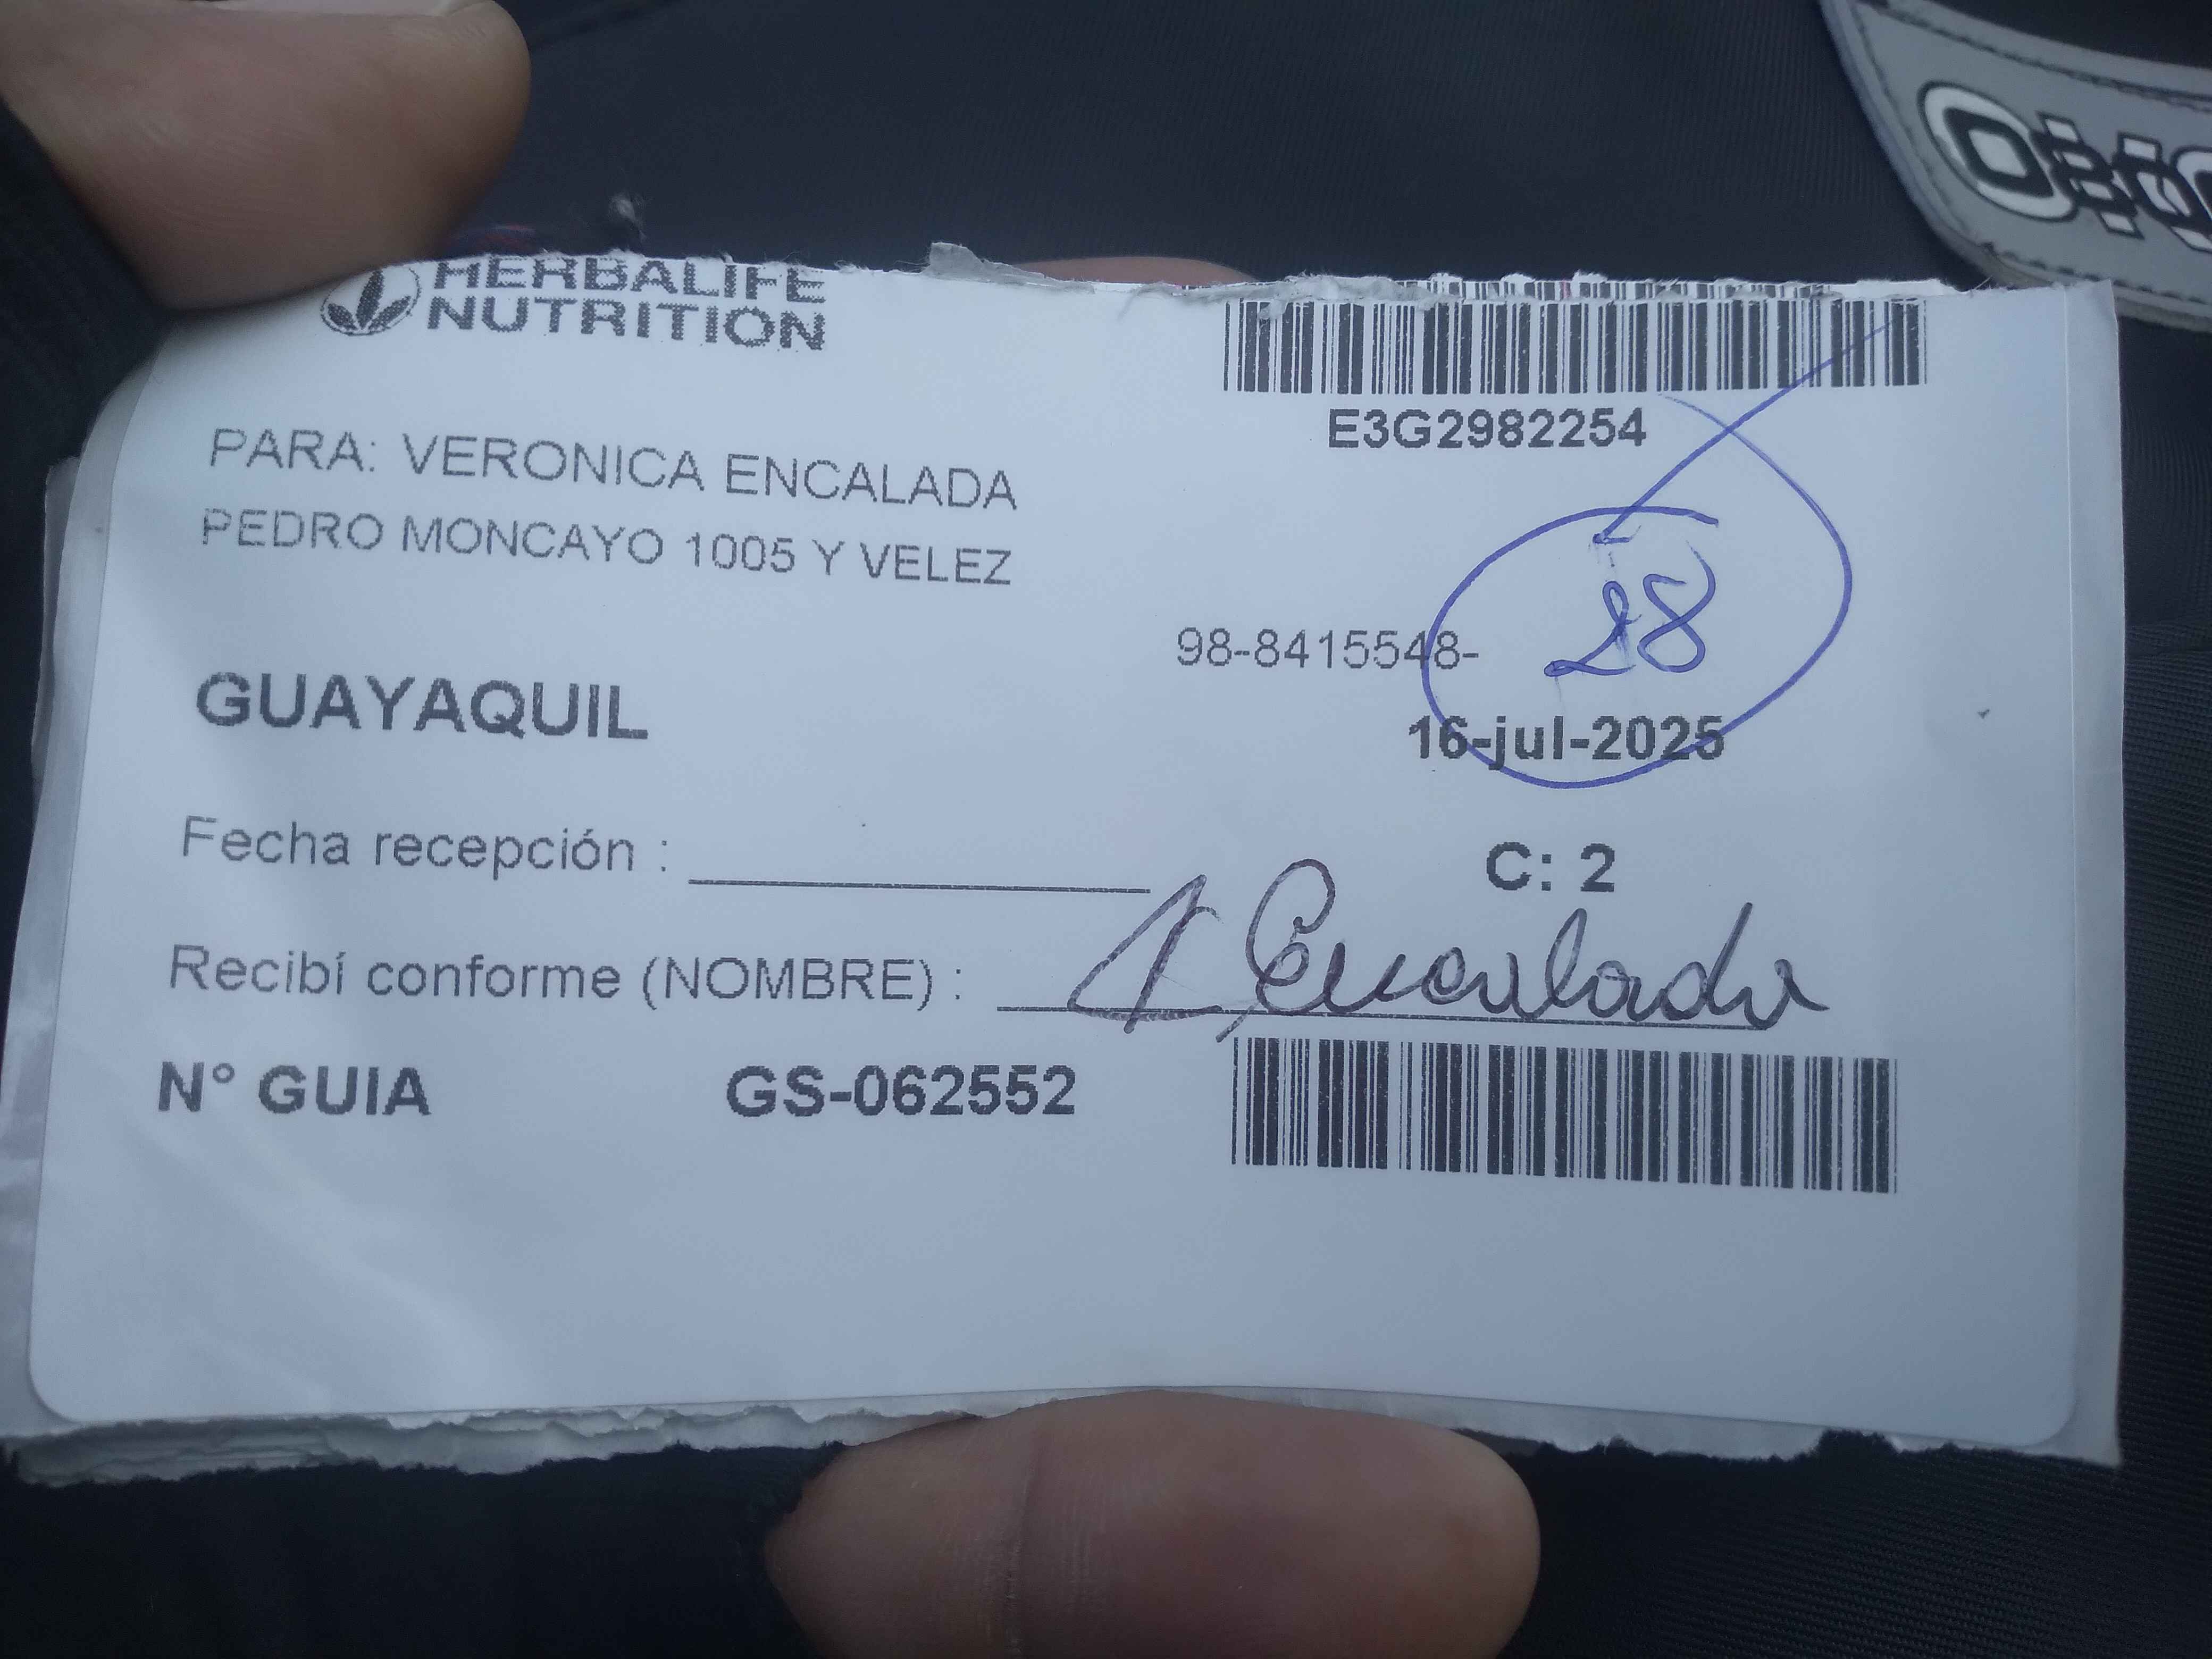 HERBALIFE
NUTRITION
E3G2982254
PARA: VERONICA ENCALADA
PEDRO MONCAYO 1005 Y VELEZ
98-8415548-
28
GUAYAQUIL
16-jul-2025
Fecha recepción :
C: 2
Recibí conforme (NOMBRE) : V Encalada
N° GUIA GS-062552